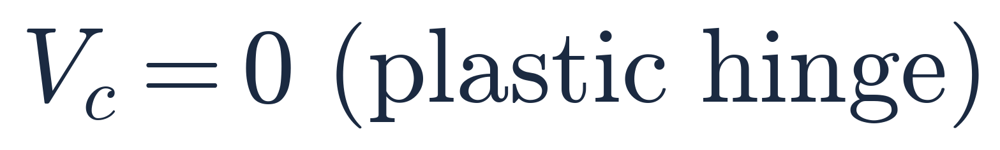 V_c = 0 (plastic hinge)